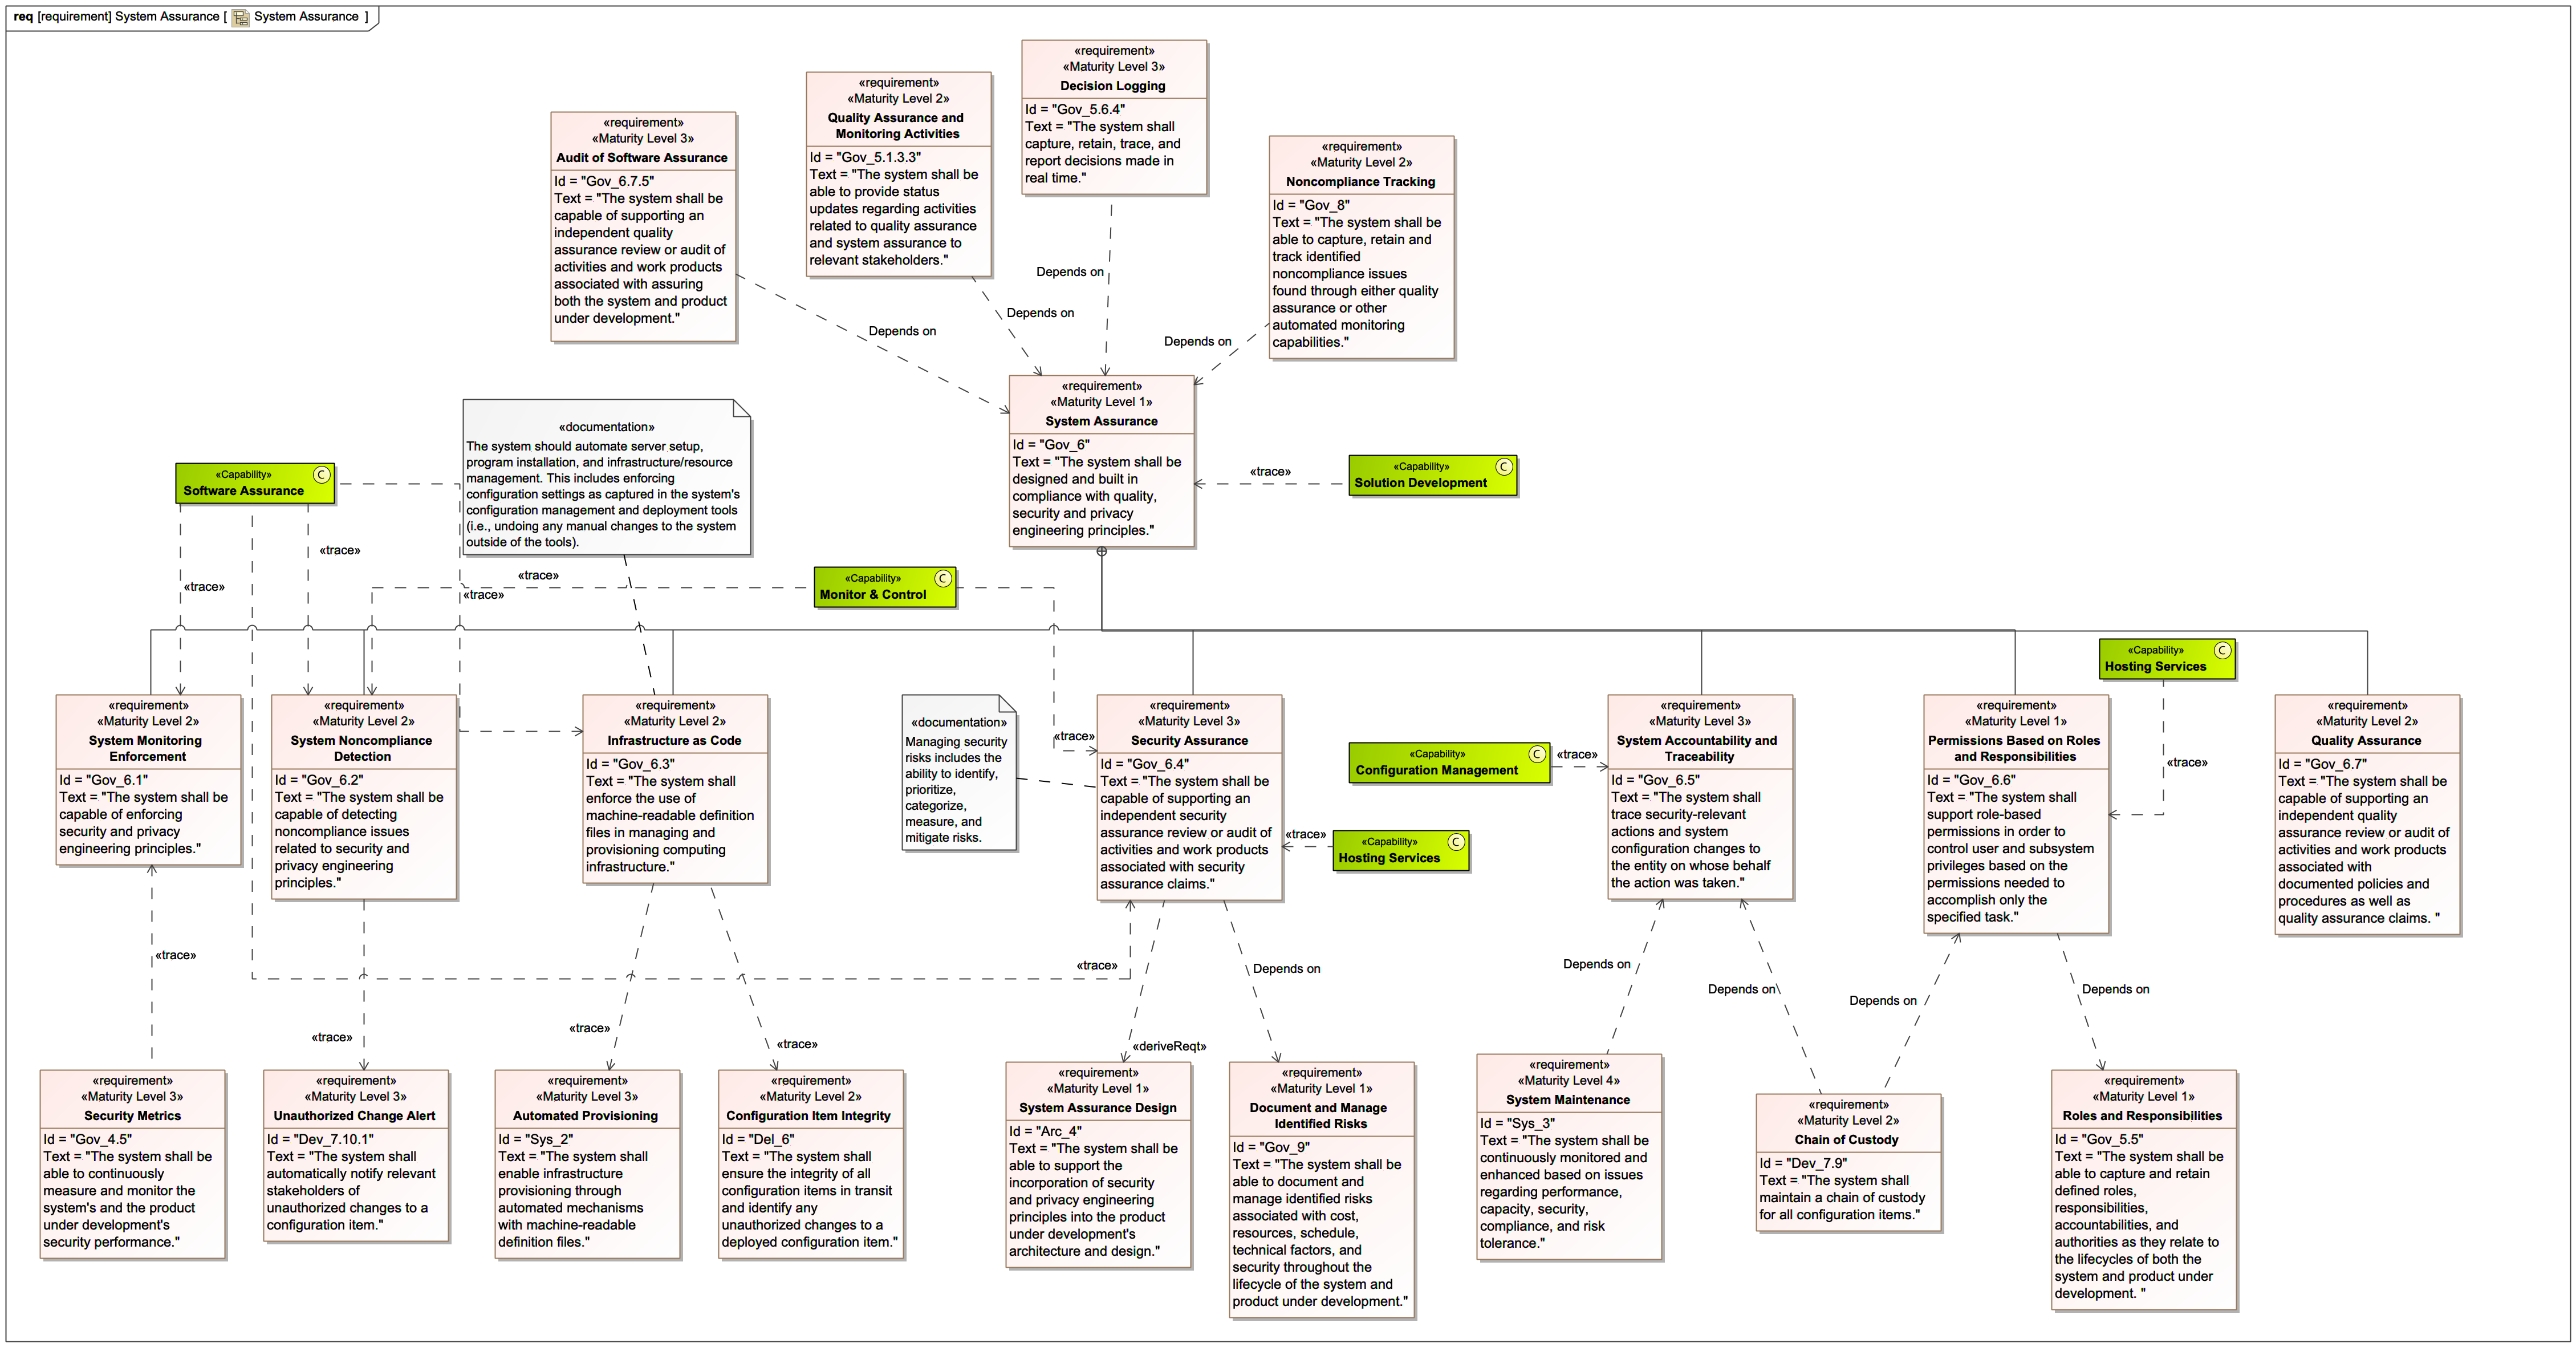 req [requirement] System Assurance [ System Assurance ]
«requirement»
«Maturity Level 3»
Decision Logging
Id = "Gov_5.6.4"
Text = "The system shall
capture, retain, trace, and
report decisions made in
real time."
«requirement»
«Maturity Level 2»
Quality Assurance and
Monitoring Activities
Id = "Gov_5.1.3.3"
Text = "The system shall be
able to provide status
updates regarding activities
related to quality assurance
and system assurance to
relevant stakeholders."
«requirement»
«Maturity Level 3»
Audit of Software Assurance
Id = "Gov_6.7.5"
Text = "The system shall be
capable of supporting an
independent quality
assurance review or audit of
activities and work products
associated with assuring
both the system and product
under development."
«requirement»
«Maturity Level 2»
Noncompliance Tracking
Id = "Gov_8"
Text = "The system shall be
able to capture, retain and
track identified
noncompliance issues
found through either quality
assurance or other
automated monitoring
capabilities."
Depends on
Depends on
Depends on
Depends on
«requirement»
«Maturity Level 1»
System Assurance
Id = "Gov_6"
Text = "The system shall be
designed and built in
compliance with quality,
security and privacy
engineering principles."
«documentation»
The system should automate server setup,
program installation, and infrastructure/resource
management. This includes enforcing
configuration settings as captured in the system's
configuration management and deployment tools
(i.e., undoing any manual changes to the system
outside of the tools).
«Capability»
C
Software Assurance
«trace»
«Capability»
C
Solution Development
«trace»
«trace»
«trace»
«trace»
«Capability»
C
Monitor & Control
«Capability»
C
Hosting Services
«requirement»
«Maturity Level 2»
System Monitoring
Enforcement
Id = "Gov_6.1"
Text = "The system shall be
capable of enforcing
security and privacy
engineering principles."
«requirement»
«Maturity Level 2»
System Noncompliance
Detection
Id = "Gov_6.2"
Text = "The system shall be
capable of detecting
noncompliance issues
related to security and
privacy engineering
principles."
«requirement»
«Maturity Level 2»
Infrastructure as Code
Id = "Gov_6.3"
Text = "The system shall
enforce the use of
machine-readable definition
files in managing and
provisioning computing
infrastructure."
«documentation»
Managing security
risks includes the
ability to identify,
prioritize,
categorize,
measure, and
mitigate risks.
«trace»
«requirement»
«Maturity Level 3»
Security Assurance
Id = "Gov_6.4"
Text = "The system shall be
capable of supporting an
independent security
assurance review or audit of
activities and work products
associated with security
assurance claims."
«Capability»
C
Configuration Management
«trace»
«trace»
«Capability»
C
Hosting Services
«requirement»
«Maturity Level 3»
System Accountability and
Traceability
Id = "Gov_6.5"
Text = "The system shall
trace security-relevant
actions and system
configuration changes to
the entity on whose behalf
the action was taken."
«requirement»
«Maturity Level 1»
Permissions Based on Roles
and Responsibilities
Id = "Gov_6.6"
Text = "The system shall
support role-based
permissions in order to
control user and subsystem
privileges based on the
permissions needed to
accomplish only the
specified task."
«trace»
«requirement»
«Maturity Level 2»
Quality Assurance
Id = "Gov_6.7"
Text = "The system shall be
capable of supporting an
independent quality
assurance review or audit of
activities and work products
associated with
documented policies and
procedures as well as
quality assurance claims. "
«trace»
«trace»
«trace»
«trace»
«trace»
«deriveReqt»
Depends on
Depends on
Depends on
Depends on
Depends on
«requirement»
«Maturity Level 3»
Security Metrics
Id = "Gov_4.5"
Text = "The system shall be
able to continuously
measure and monitor the
system's and the product
under development's
security performance."
«requirement»
«Maturity Level 3»
Unauthorized Change Alert
Id = "Dev_7.10.1"
Text = "The system shall
automatically notify relevant
stakeholders of
unauthorized changes to a
configuration item."
«requirement»
«Maturity Level 3»
Automated Provisioning
Id = "Sys_2"
Text = "The system shall
enable infrastructure
provisioning through
automated mechanisms
with machine-readable
definition files."
«requirement»
«Maturity Level 2»
Configuration Item Integrity
Id = "Del_6"
Text = "The system shall
ensure the integrity of all
configuration items in transit
and identify any
unauthorized changes to a
deployed configuration item."
«requirement»
«Maturity Level 1»
System Assurance Design
Id = "Arc_4"
Text = "The system shall be
able to support the
incorporation of security
and privacy engineering
principles into the product
under development's
architecture and design."
«requirement»
«Maturity Level 1»
Document and Manage
Identified Risks
Id = "Gov_9"
Text = "The system shall be
able to document and
manage identified risks
associated with cost,
resources, schedule,
technical factors, and
security throughout the
lifecycle of the system and
product under development."
«requirement»
«Maturity Level 4»
System Maintenance
Id = "Sys_3"
Text = "The system shall be
continuously monitored and
enhanced based on issues
regarding performance,
capacity, security,
compliance, and risk
tolerance."
«requirement»
«Maturity Level 2»
Chain of Custody
Id = "Dev_7.9"
Text = "The system shall
maintain a chain of custody
for all configuration items."
«requirement»
«Maturity Level 1»
Roles and Responsibilities
Id = "Gov_5.5"
Text = "The system shall be
able to capture and retain
defined roles,
responsibilities,
accountabilities, and
authorities as they relate to
the lifecycles of both the
system and product under
development. "